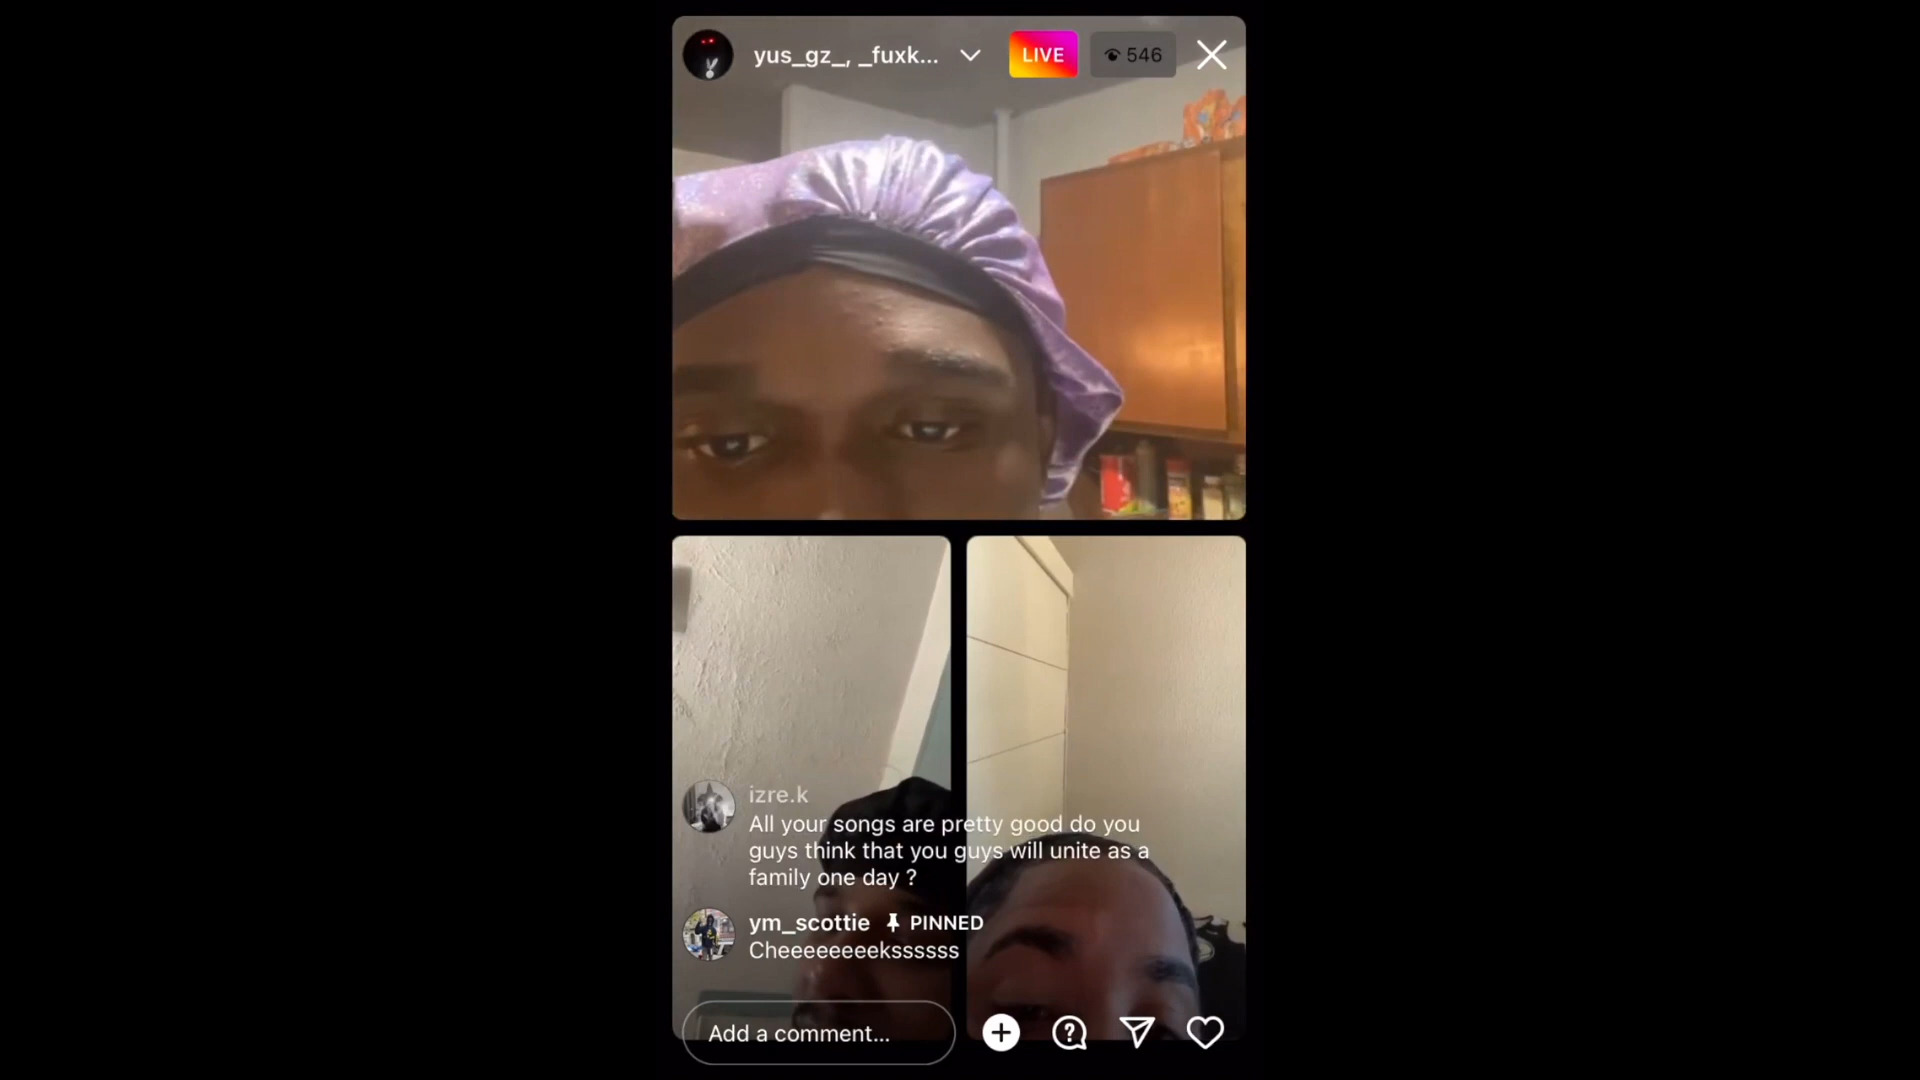 yus_gz_, _fuxk...
LIVE
546
izre.k
All your songs are pretty good do you
guys think that you guys will unite as a
family one day ?
ym_scottie PINNED
Cheeeeeeeekssssss
Add a comment...